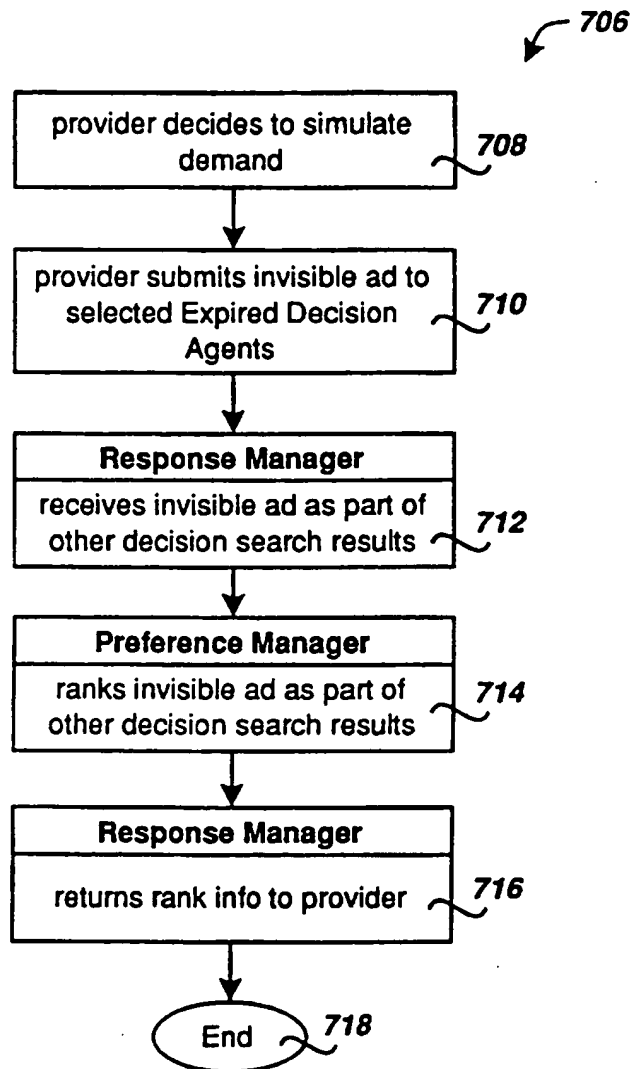 706
provider decides to simulate
demand
708
provider submits invisible ad to
selected Expired Decision
Agents
710
Response Manager
receives invisible ad as part of
other decision search results
712
Preference Manager
ranks invisible ad as part of
other decision search results
714
Response Manager
returns rank info to provider
716
End
718